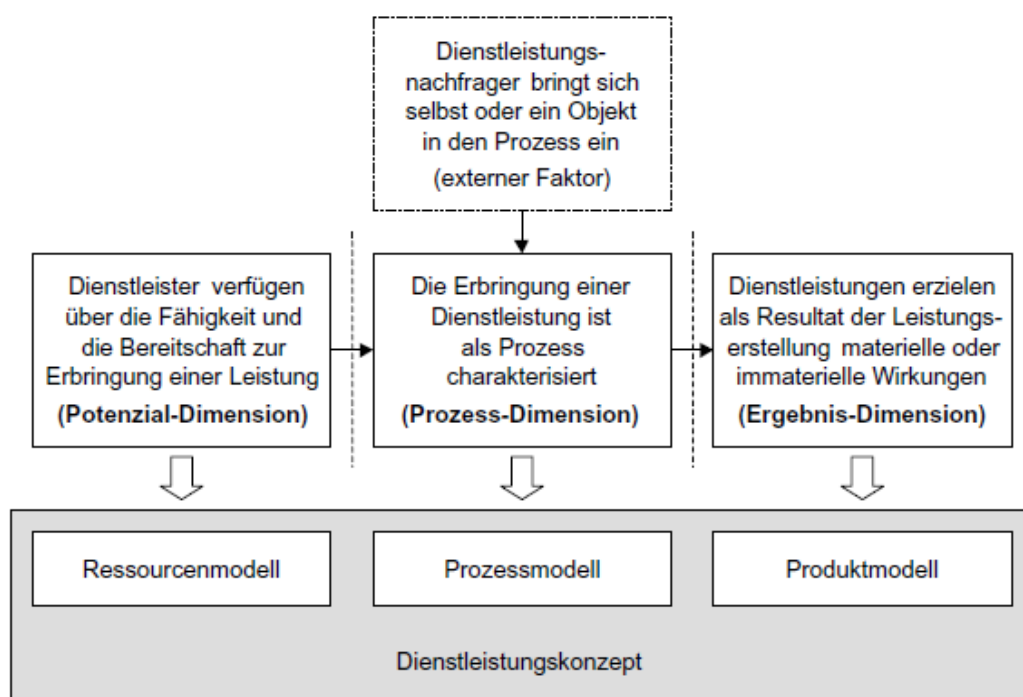 Dienstleistungs-
nachfrager bringt sich
selbst oder ein Objekt
in den Prozess ein
(externer Faktor)
Dienstleister verfügen
über die Fähigkeit und
die Bereitschaft zur
Erbringung einer Leistung
(Potenzial-Dimension)
Die Erbringung einer
Dienstleistung ist
als Prozess
charakterisiert
(Prozess-Dimension)
Dienstleistungen erzielen
als Resultat der Leistungs-
erstellung materielle oder
immaterielle Wirkungen
(Ergebnis-Dimension)
Ressourcenmodell
Prozessmodell
Produktmodell
Dienstleistungskonzept